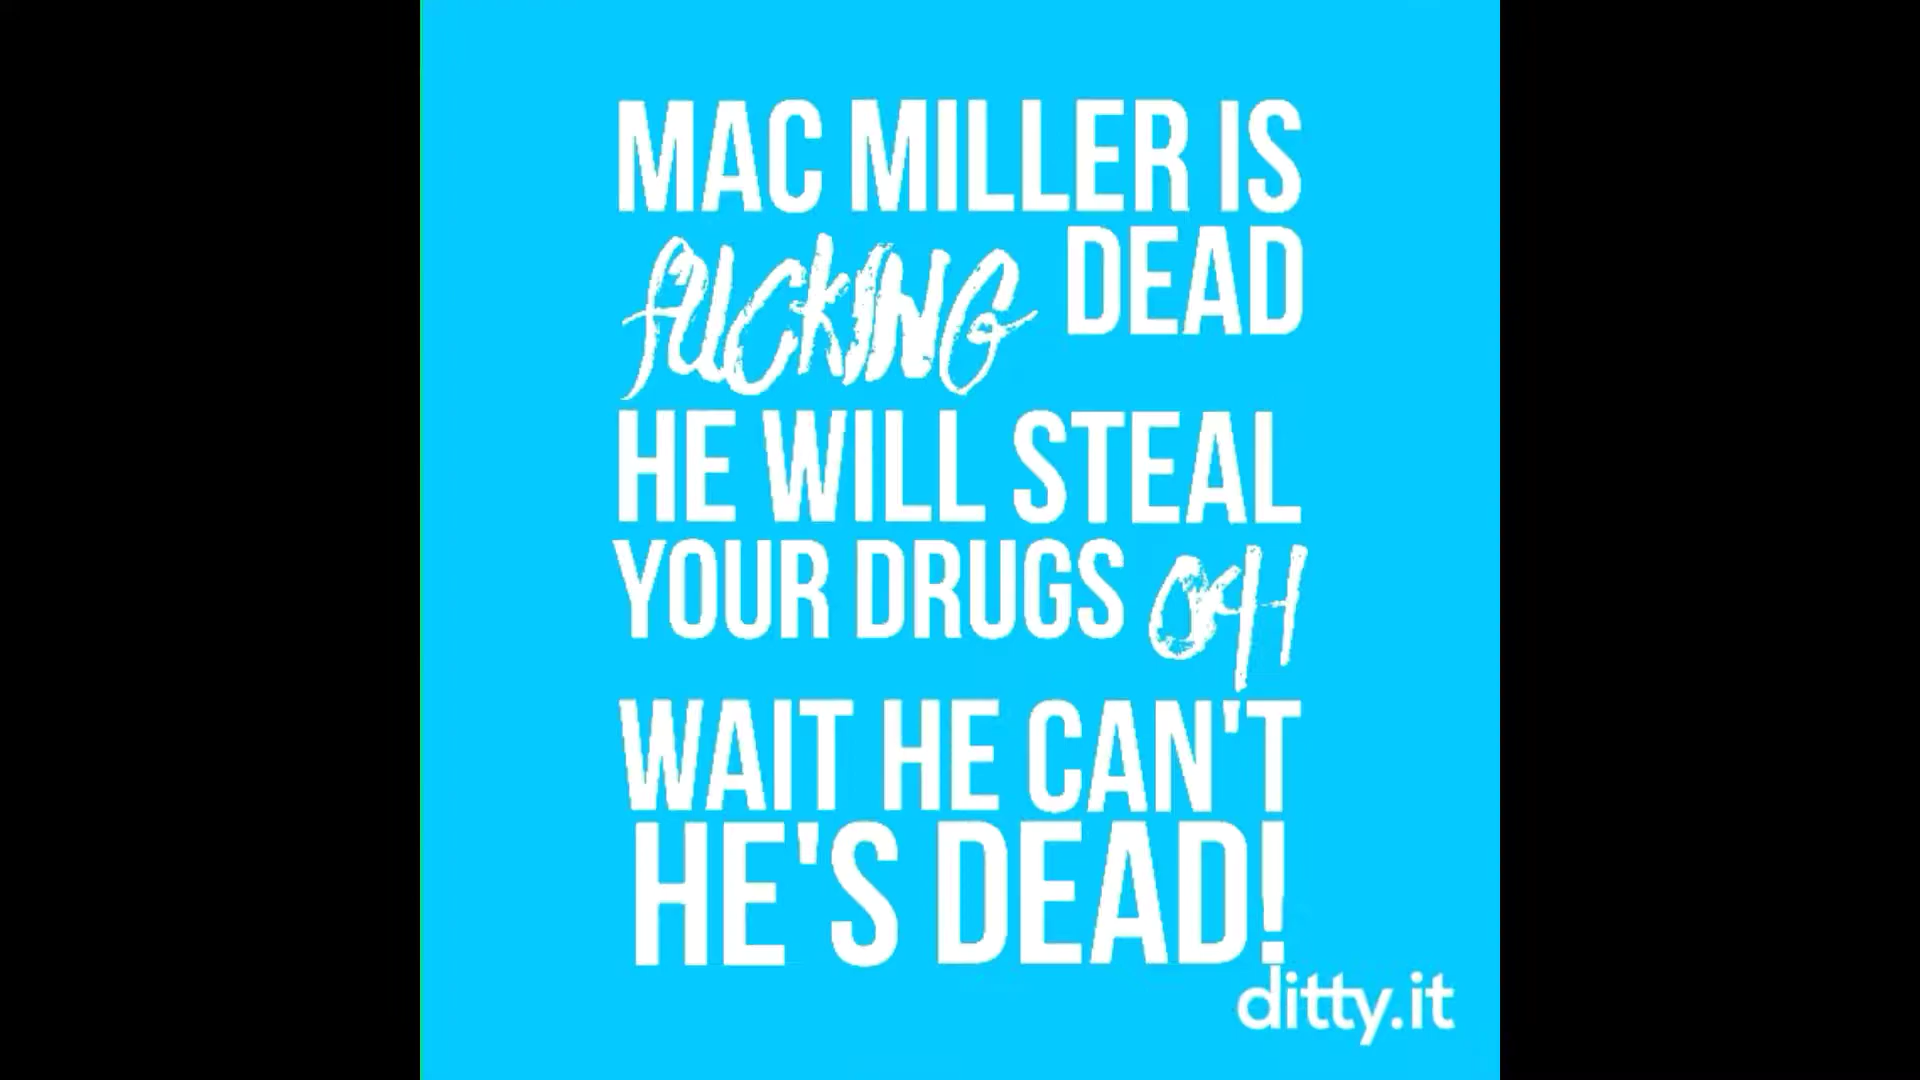 MAC MILLER IS
fUCKING DEAD
HE WILL STEAL
YOUR DRUGS OH
WAIT HE CAN'T
HE'S DEAD!
ditty.it